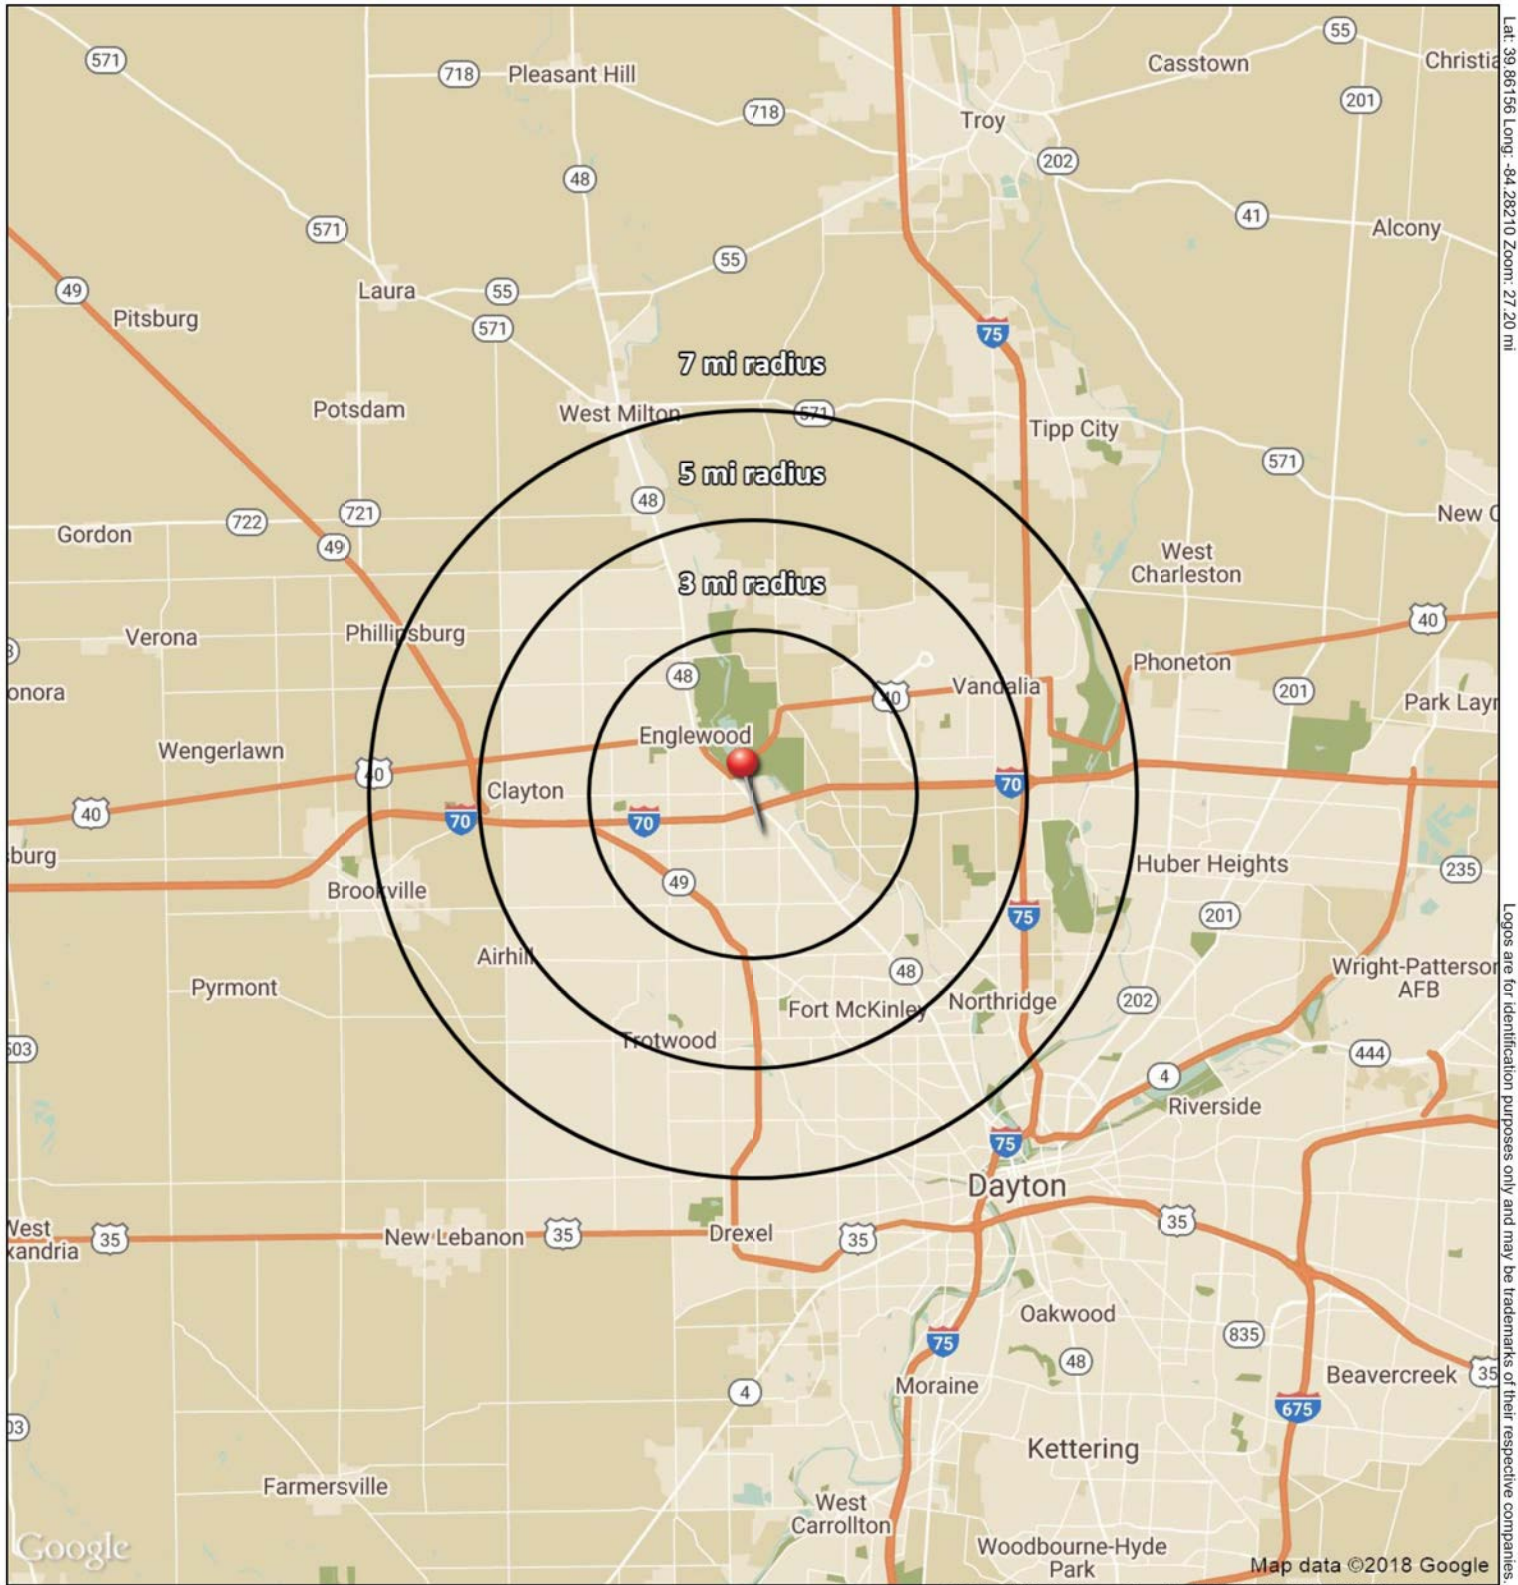 55
571
718
Pleasant Hill
Casstown
Christia
201
718
Troy
202
48
41
571
Alcony
55
49
Laura
55
Pitsburg
571
75
7 mi radius
Potsdam
West Milton
571
Tipp City
571
5 mi radius
48
722
721
Gordon
49
New C
West
Charleston
3 mi radius
40
Verona
Phillipsburg
48
Phoneton
onora
40
Vandalia
201
Park Layn
Englewood
Wengerlawn
40
70
Clayton
40
70
70
sburg
Huber Heights
235
49
Brookville
75
201
Airhill
48
Wright-Patterson
AFB
Pyrmont
Fort McKinley
Northridge
202
Trotwood
503
444
4
Riverside
75
Dayton
West
xandria
35
New Lebanon
35
Drexel
35
35
Oakwood
835
75
48
Beavercreek
35
4
Moraine
675
03
Kettering
Farmersville
West
Carrollton
Woodbourne-Hyde
Park
Google
Map data ©2018 Google
Lat: 39.86156 Long: -84.28210 Zoom: 27.20 mi
Logos are for identification purposes only and may be trademarks of their respective companies.